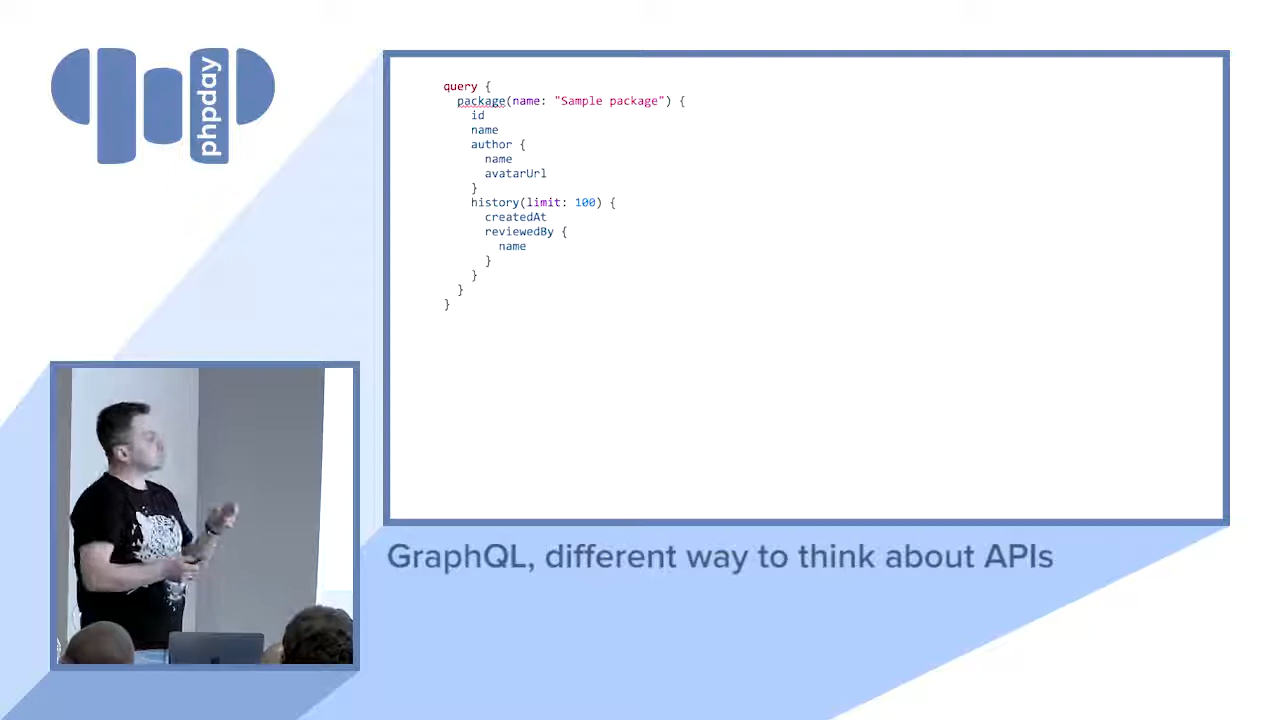 phpday
query {
package(name: "Sample package") {
id
name
author {
name
avatarUrl
}
history(limit: 100) {
createdAt
reviewedBy {
name
}
}
}
}
GraphQL, different way to think about APIs